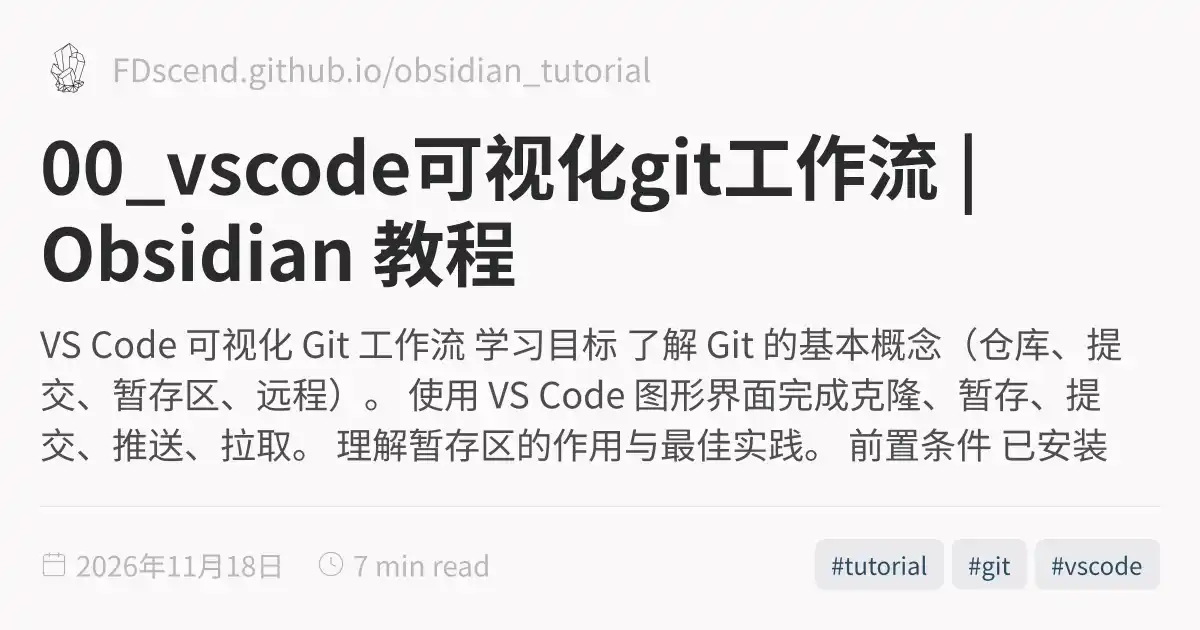 FDscend.github.io/obsidian_tutorial
00_vscode可视化git工作流 |
Obsidian 教程
VS Code 可视化 Git 工作流 学习目标 了解 Git 的基本概念（仓库、提
交、暂存区、远程）。 使用 VS Code 图形界面完成克隆、暂存、提
交、推送、拉取。 理解暂存区的作用与最佳实践。 前置条件 已安装
2026年11月18日 7 min read #tutorial #git #vscode